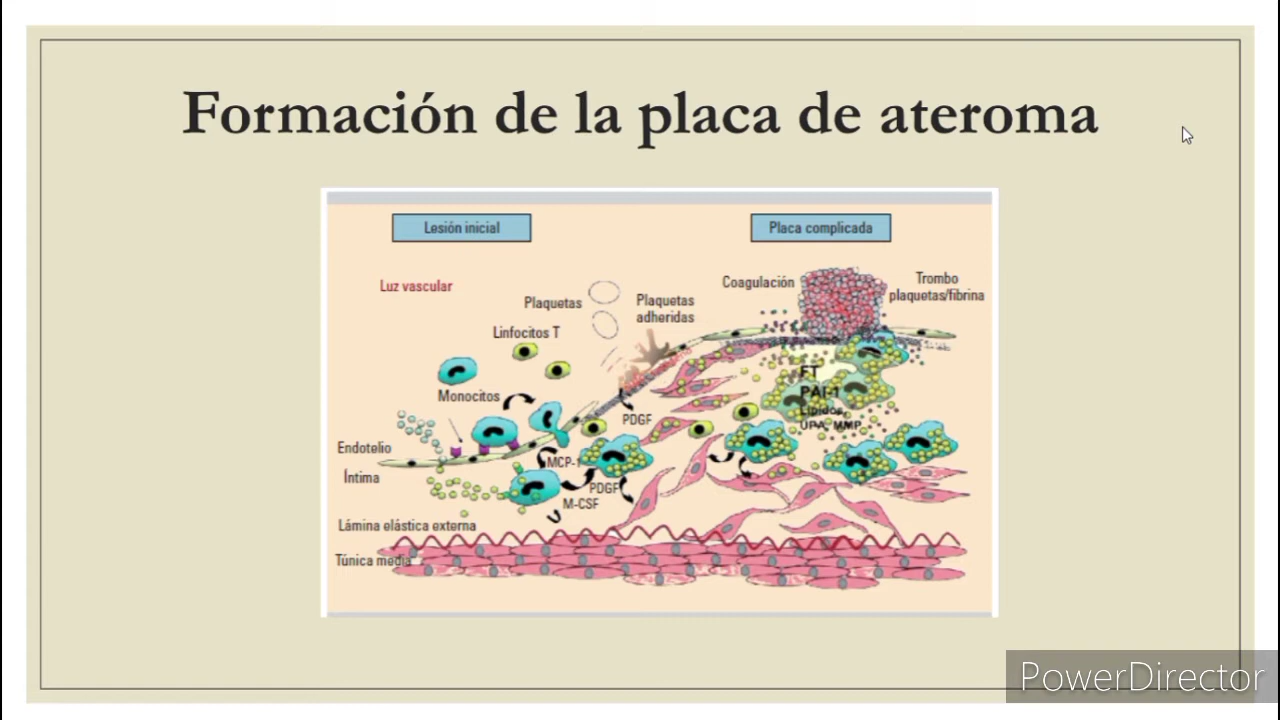 Formación de la placa de ateroma
Lesión inicial
Placa complicada
Luz vascular
Plaquetas
Plaquetas
adheridas
Coagulación
Trombo
plaquetas/fibrina
Linfocitos T
Monocitos
FT
PAI-1
Lípidos
UPA, MMP
PDGF
Endotelio
MCP-1
Íntima
PDGF
M-CSF
Lámina elástica externa
Túnica media
PowerDirector